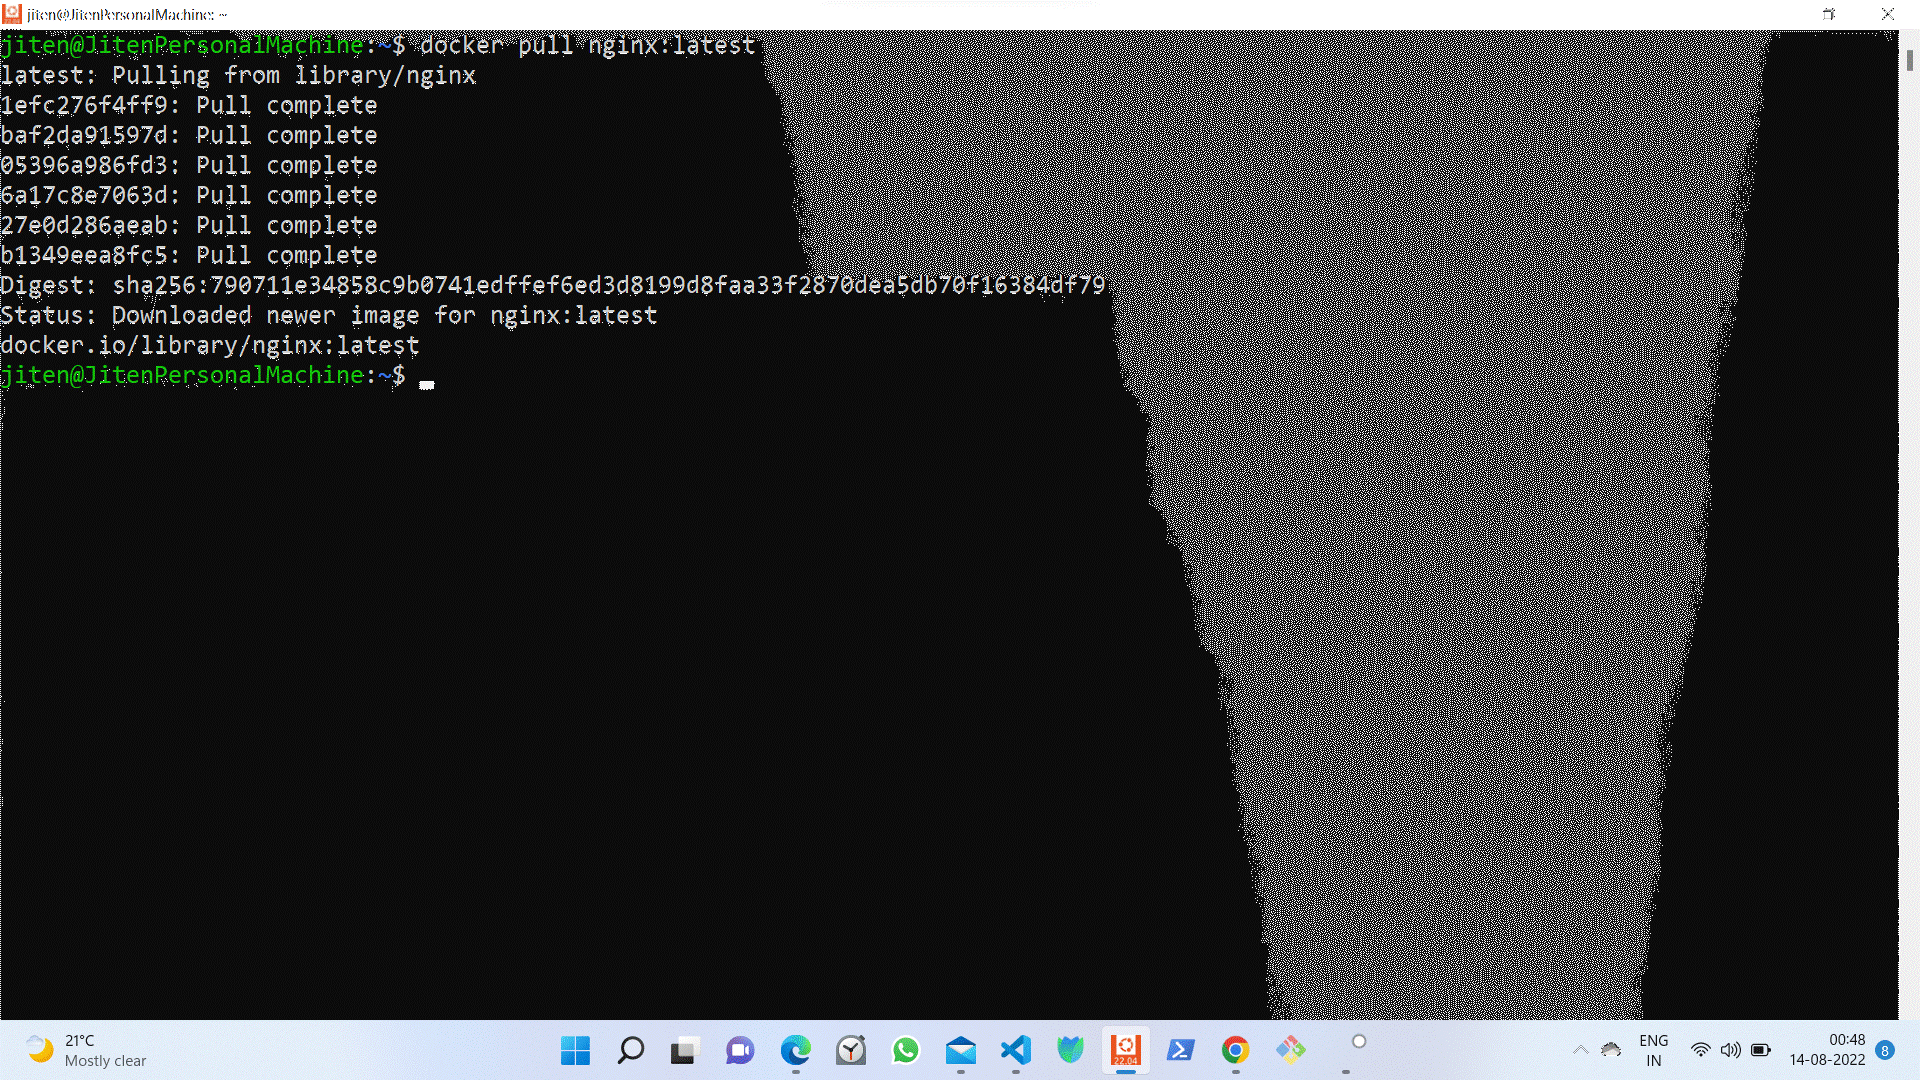 jiten@JitenPersonalMachine: ~
jiten@JitenPersonalMachine:~$ docker pull nginx:latest
latest: Pulling from library/nginx
1efc276f4ff9: Pull complete
baf2da91597d: Pull complete
05396a986fd3: Pull complete
6a17c8e7063d: Pull complete
27e0d286aeab: Pull complete
b1349eea8fc5: Pull complete
Digest: sha256:790711e34858c9b0741edffef6ed3d8199d8faa33f2870dea5db70f16384df79
Status: Downloaded newer image for nginx:latest
docker.io/library/nginx:latest
jiten@JitenPersonalMachine:~$
21°C
Mostly clear
22.04
ENG
IN
00:48
14-08-2022
8